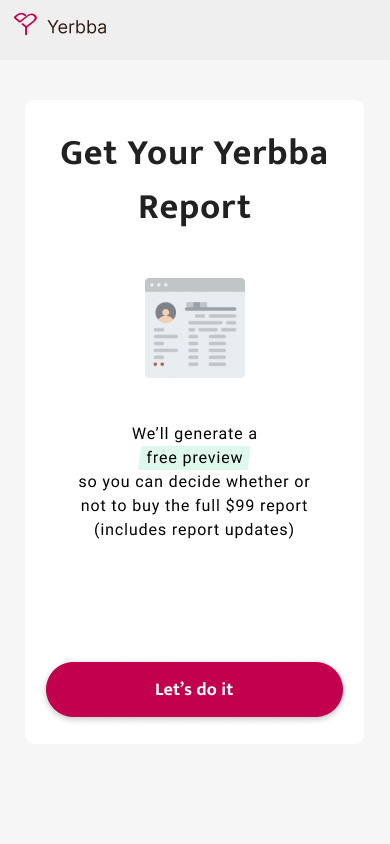 Yerbba
Get Your Yerbba
Report
We’ll generate a
free preview
so you can decide whether or
not to buy the full $99 report
(includes report updates)
Let’s do it